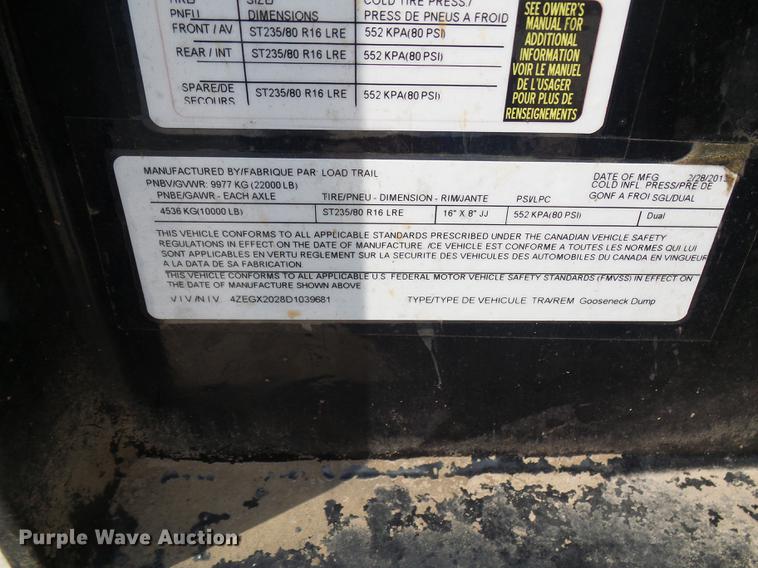 PNEU DIMENSIONS PRESS DE PNEUS A FROID
FRONT / AV ST235/80 R16 LRE 552 KPA(80 PSI)
REAR / INT ST235/80 R16 LRE 552 KPA(80 PSI)
SPARE/DE SECOURS ST235/80 R16 LRE 552 KPA(80 PSI)
SEE OWNER'S
MANUAL FOR
ADDITIONAL
INFORMATION
VOIR LE MANUEL
DE L'USAGER
POUR PLUS DE
RENSEIGNEMENTS
MANUFACTURED BY/FABRIQUE PAR LOAD TRAIL DATE OF MFG 2/28/2013
PNBV/GVWR: 9977 KG (22000 LB) COLD INFL. PRESS/PRE DE
PNBE/GAWR - EACH AXLE TIRE/PNEU - DIMENSION - RIM/JANTE PSI/LPC GONF A FROI SGL/DUAL
4536 KG(10000 LB) ST235/80 R16 LRE 16" X 8" JJ 552 KPA(80 PSI) Dual
THIS VEHICLE CONFORMS TO ALL APPLICABLE STANDARDS PRESCRIBED UNDER THE CANADIAN VEHICLE SAFETY
REGULATIONS IN EFFECT ON THE DATE OF MANUFACTURE /CE VEHICLE EST CONFORME A TOUTES LES NORMES QUI LUI
SONT APPLICABLES EN VERTU REGLEMENT SUR LA SECURITE DES VEHICLES DES AUTOMOBILES DU CANADA EN VINGUEUR
A LA DATA DE SA FABRICATION.
THIS VEHICLE CONFORMS TO ALL APPLICABLE U.S. FEDERAL MOTOR VEHICLE SAFETY STANDARDS (FMVSS) IN EFFECT ON
THE DATE OF MANUFACTURE SHOWN ABOVE
V I V /N I V. 4ZEGX2028D1039681 TYPE/TYPE DE VEHICULE TRA/REM Gooseneck Dump
Purple Wave Auction